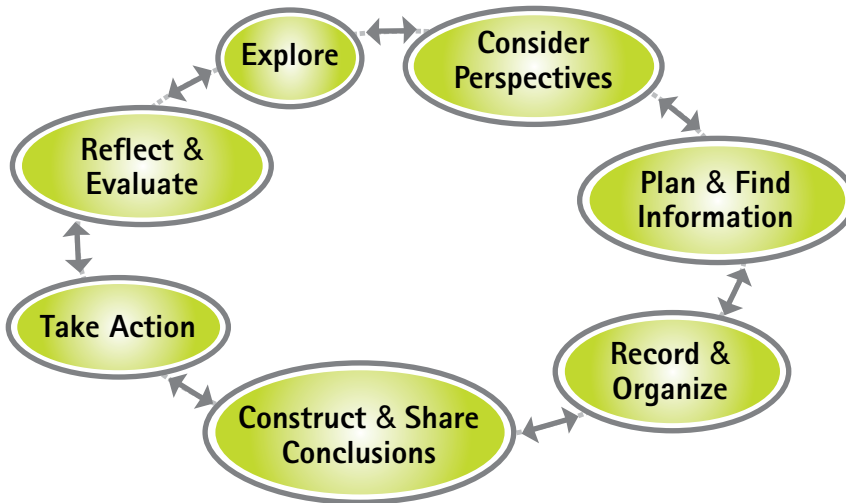 Explore
Consider
Perspectives
Plan & Find
Information
Record &
Organize
Construct & Share
Conclusions
Take Action
Reflect &
Evaluate